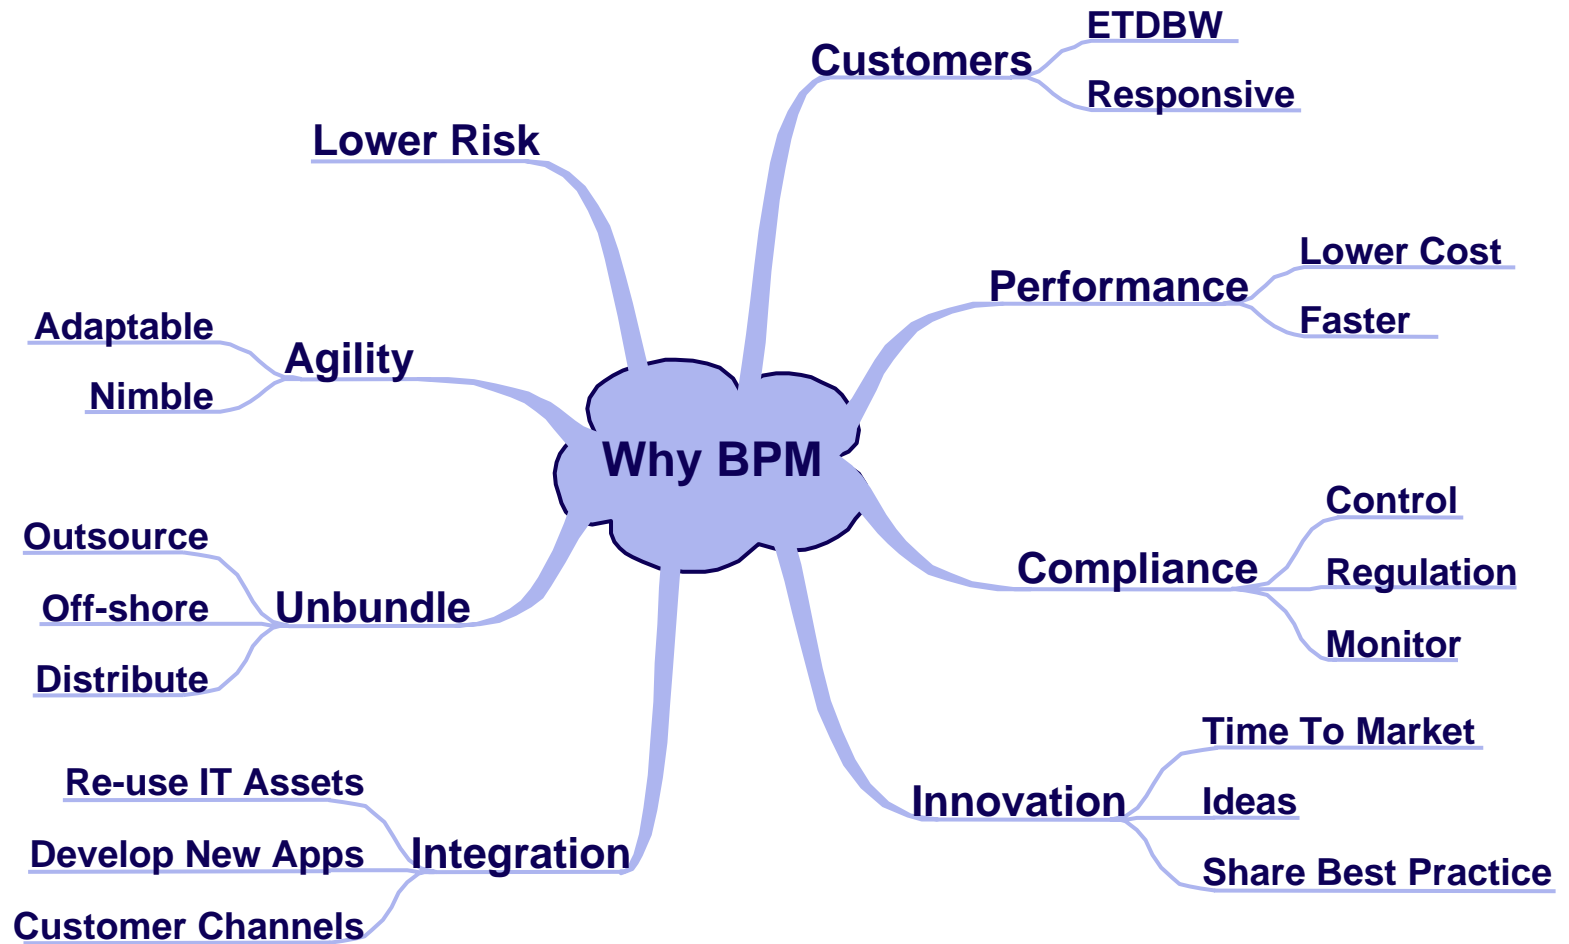 Why BPM
Customers
ETDBW
Responsive
Performance
Lower Cost
Faster
Compliance
Control
Regulation
Monitor
Innovation
Time To Market
Ideas
Share Best Practice
Integration
Re-use IT Assets
Develop New Apps
Customer Channels
Unbundle
Outsource
Off-shore
Distribute
Agility
Adaptable
Nimble
Lower Risk